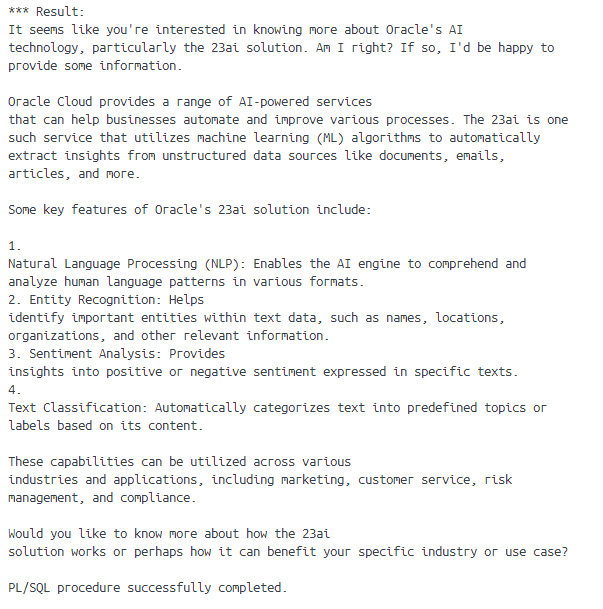 *** Result:
It seems like you're interested in knowing more about Oracle's AI
technology, particularly the 23ai solution. Am I right? If so, I'd be happy to
provide some information.

Oracle Cloud provides a range of AI-powered services
that can help businesses automate and improve various processes. The 23ai is one
such service that utilizes machine learning (ML) algorithms to automatically
extract insights from unstructured data sources like documents, emails,
articles, and more.

Some key features of Oracle's 23ai solution include:

1.
Natural Language Processing (NLP): Enables the AI engine to comprehend and
analyze human language patterns in various formats.
2. Entity Recognition: Helps
identify important entities within text data, such as names, locations,
organizations, and other relevant information.
3. Sentiment Analysis: Provides
insights into positive or negative sentiment expressed in specific texts.
4.
Text Classification: Automatically categorizes text into predefined topics or
labels based on its content.

These capabilities can be utilized across various
industries and applications, including marketing, customer service, risk
management, and compliance.

Would you like to know more about how the 23ai
solution works or perhaps how it can benefit your specific industry or use case?

PL/SQL procedure successfully completed.